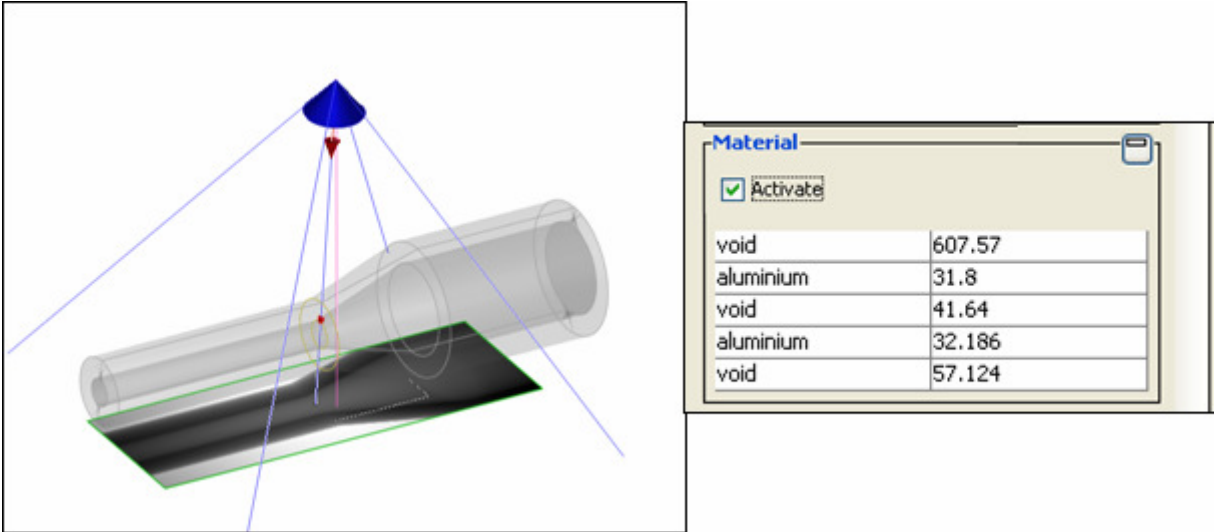 Material
Activate
void 607.57
aluminium 31.8
void 41.64
aluminium 32.186
void 57.124